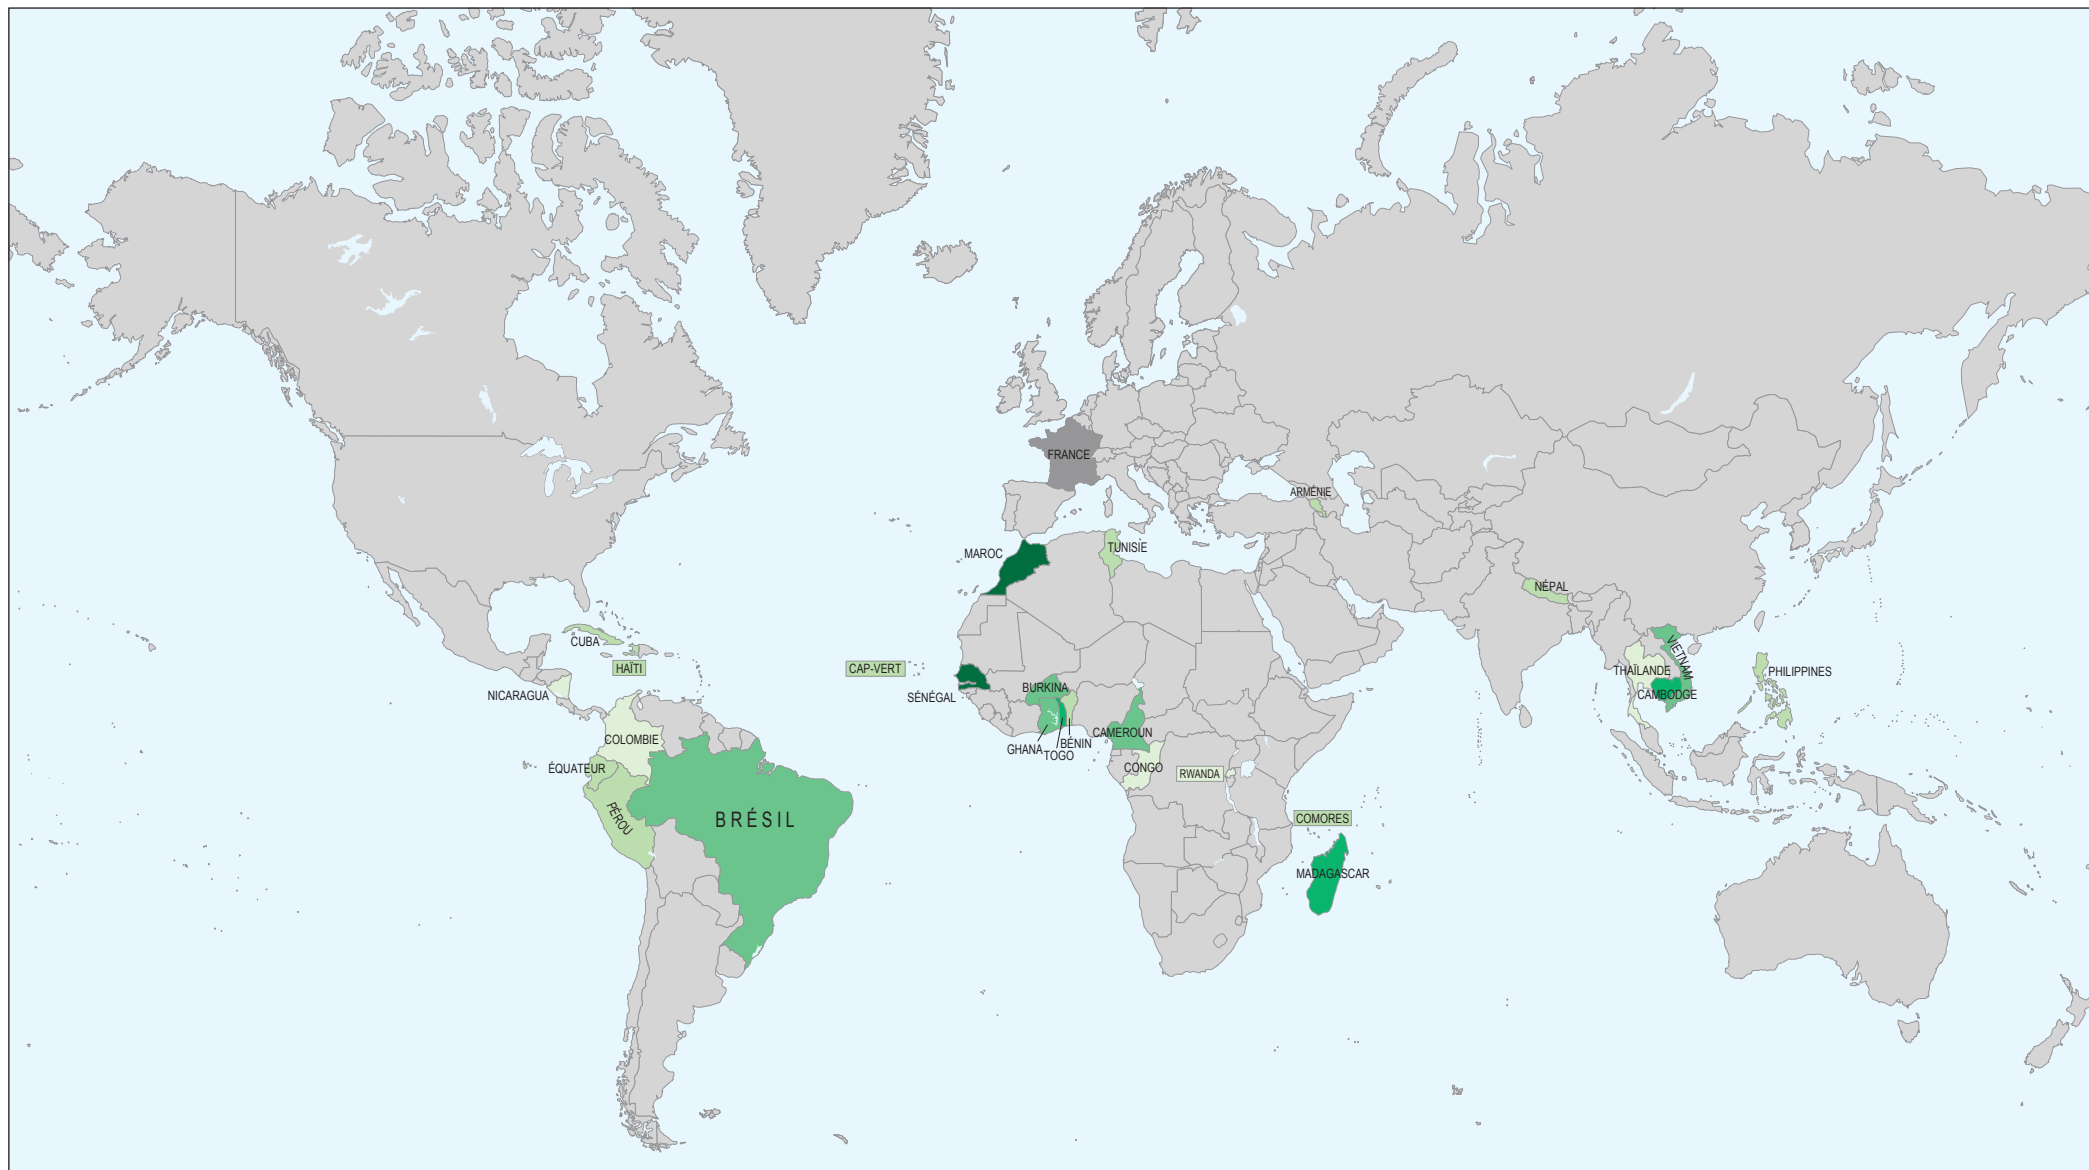 FRANCE
ARMÉNIE
MAROC
TUNISIE
NÉPAL
CUBA
HAÏTI
CAP-VERT
VIETNAM
THAÏLANDE
PHILIPPINES
NICARAGUA
SÉNÉGAL
BURKINA
CAMBODGE
COLOMBIE
GHANA
TOGO
BÉNIN
CAMEROUN
ÉQUATEUR
CONGO
RWANDA
PÉROU
BRÉSIL
COMORES
MADAGASCAR